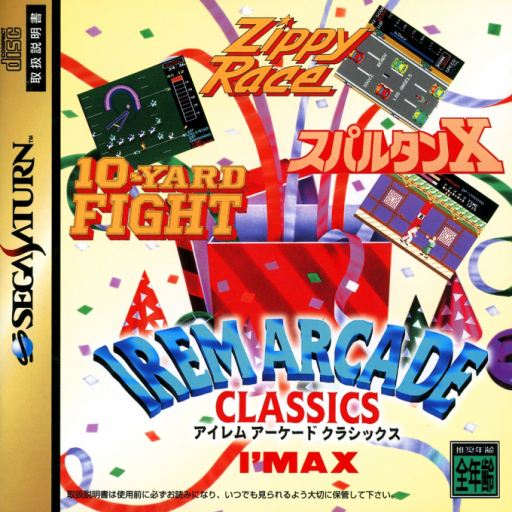 COMPACT
disc
取扱説明書
SEGA SATURN™
Zippy
Race
スパルタンX
10-YARD
FIGHT
IREM ARCADE
CLASSICS
アイレム アーケード クラシックス
I'MAX
推奨年齢
全年齢
取扱説明書は使用前に必ずお読みになり、いつでも見られるよう大切に保管して下さい。